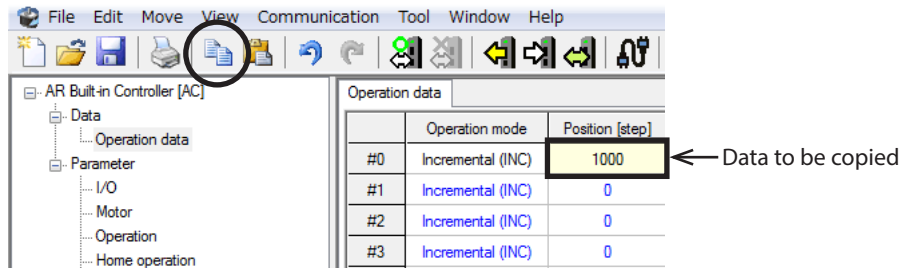 File Edit Move View Communication Tool Window Help
AR Built-in Controller [AC]
Data
Operation data
Parameter
I/O
Motor
Operation
Home operation
Operation data
Operation mode Position [step]
#0 Incremental (INC) 1000
#1 Incremental (INC) 0
#2 Incremental (INC) 0
#3 Incremental (INC) 0
Data to be copied